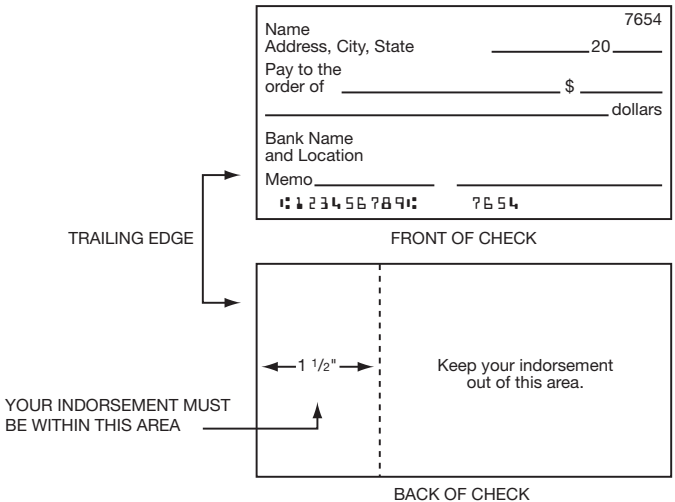 7654
Name
Address, City, State 20
Pay to the
order of $
dollars
Bank Name
and Location
Memo
⑆123456789⑆ 7654
TRAILING EDGE
FRONT OF CHECK
1 1/2"
Keep your indorsement
out of this area.
YOUR INDORSEMENT MUST
BE WITHIN THIS AREA
BACK OF CHECK